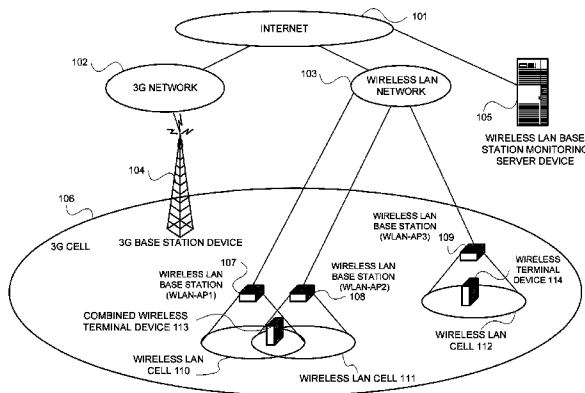 101
INTERNET
102
3G NETWORK
103
WIRELESS LAN
NETWORK
105
WIRELESS LAN BASE
STATION MONITORING
SERVER DEVICE
104
106
3G CELL
3G BASE STATION DEVICE
WIRELESS LAN
BASE STATION
(WLAN-AP3)
109
107
WIRELESS LAN
BASE STATION
(WLAN-AP1)
WIRELESS LAN
BASE STATION
(WLAN-AP2)
108
WIRELESS
TERMINAL
DEVICE 114
COMBINED WIRELESS
TERMINAL DEVICE 113
WIRELESS LAN
CELL 110
WIRELESS LAN CELL 111
WIRELESS LAN
CELL 112